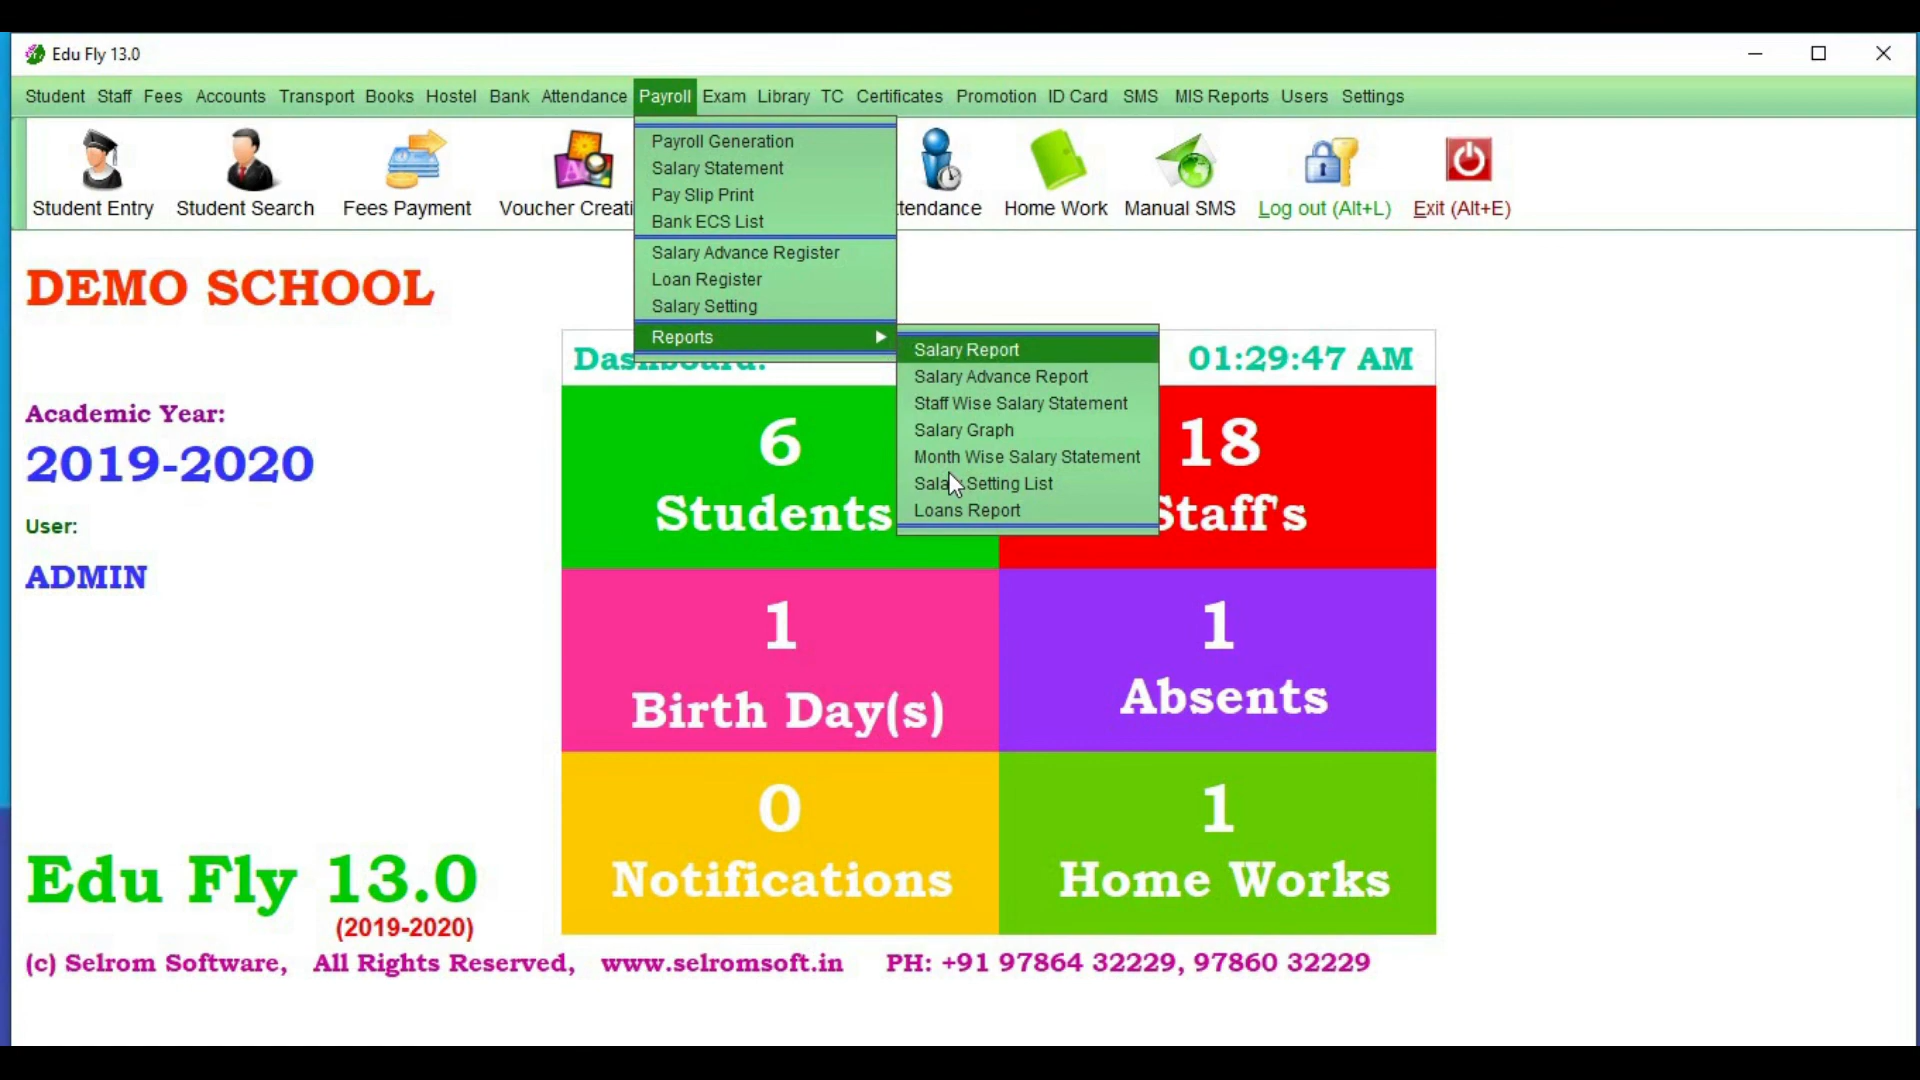 Edu Fly 13.0
Student Staff Fees Accounts Transport Books Hostel Bank Attendance Payroll Exam Library TC Certificates Promotion ID Card SMS MIS Reports Users Settings
Student Entry Student Search Fees Payment Voucher Creati tendance Home Work Manual SMS Log out (Alt+L) Exit (Alt+E)
Payroll Generation
Salary Statement
Pay Slip Print
Bank ECS List
Salary Advance Register
Loan Register
Salary Setting
Reports
Salary Report
Salary Advance Report
Staff Wise Salary Statement
Salary Graph
Month Wise Salary Statement
Salary Setting List
Loans Report
DEMO SCHOOL
Academic Year:
2019-2020
User:
ADMIN
Dashboard: 01:29:47 AM
6
Students
18
Staff's
1
Birth Day(s)
1
Absents
0
Notifications
1
Home Works
Edu Fly 13.0
(2019-2020)
(c) Selrom Software, All Rights Reserved, www.selromsoft.in PH: +91 97864 32229, 97860 32229